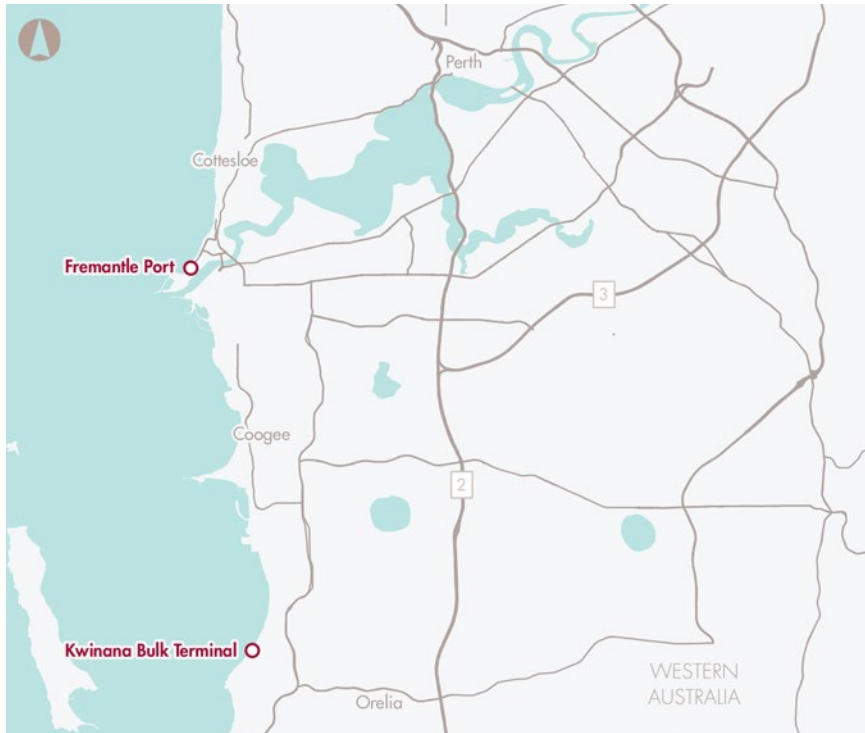 Perth
Cottesloe
Fremantle Port
3
Coogee
2
Kwinana Bulk Terminal
WESTERN
AUSTRALIA
Orelia